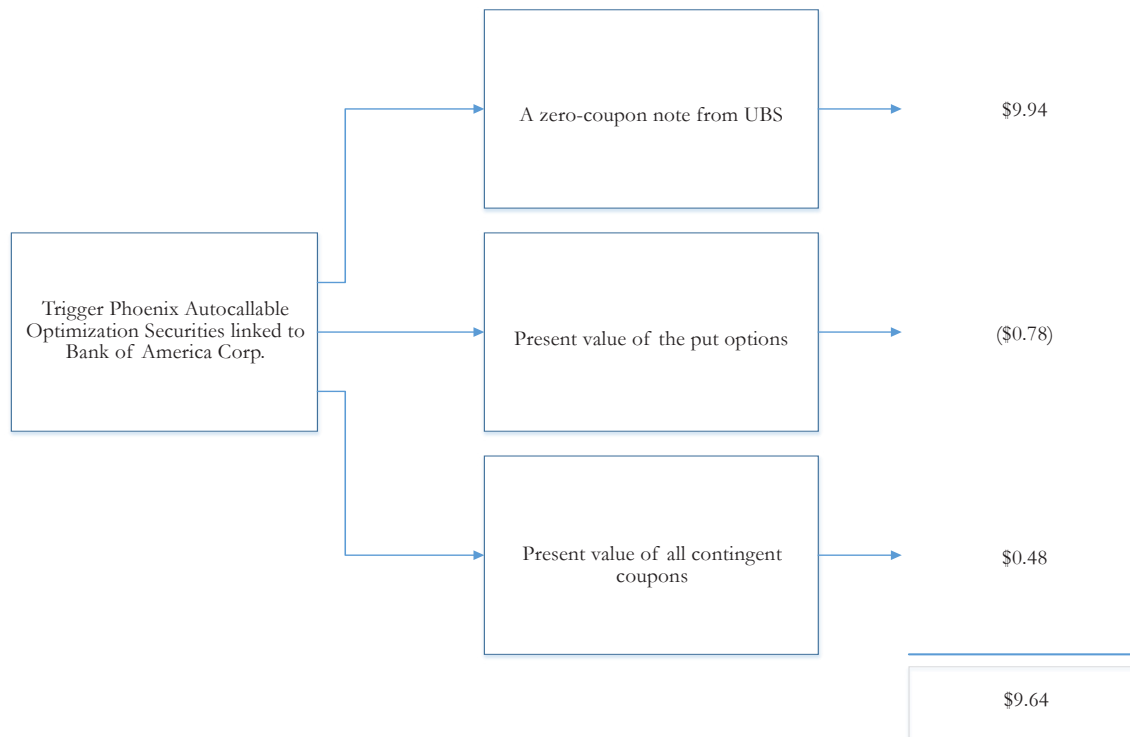 A zero-coupon note from UBS
$9.94
Trigger Phoenix Autocallable
Optimization Securities linked to
Bank of America Corp.
Present value of the put options
($0.78)
Present value of all contingent
coupons
$0.48
$9.64